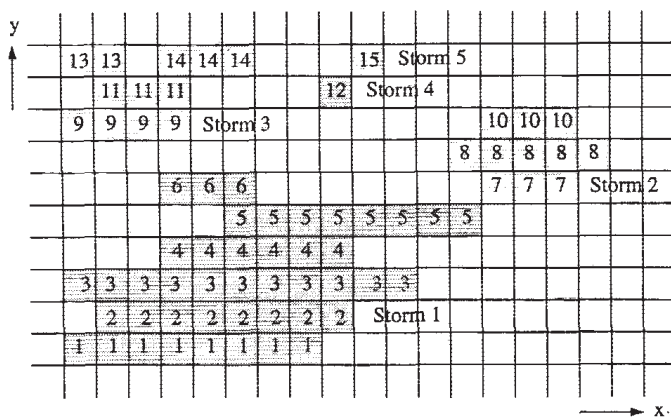 y
13 13 14 14 14 15 Storm 5
11 11 11 12 Storm 4
9 9 9 9 Storm 3 10 10 10
8 8 8 8 8
6 6 6 7 7 7 Storm 2
5 5 5 5 5 5 5 5
4 4 4 4 4 4
3 3 3 3 3 3 3 3 3 3 3
2 2 2 2 2 2 2 2 Storm 1
1 1 1 1 1 1 1 1
x